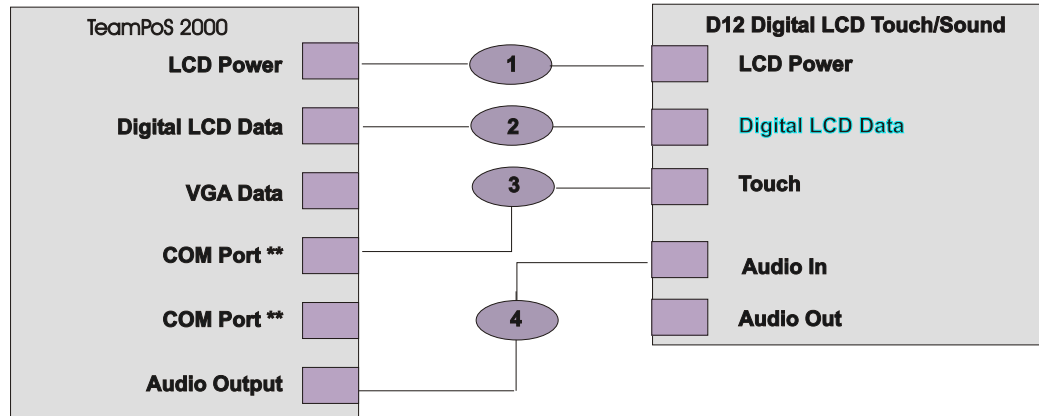 TeamPoS 2000
LCD Power
Digital LCD Data
VGA Data
COM Port **
COM Port **
Audio Output
1
2
3
4
D12 Digital LCD Touch/Sound
LCD Power
Digital LCD Data
Touch
Audio In
Audio Out